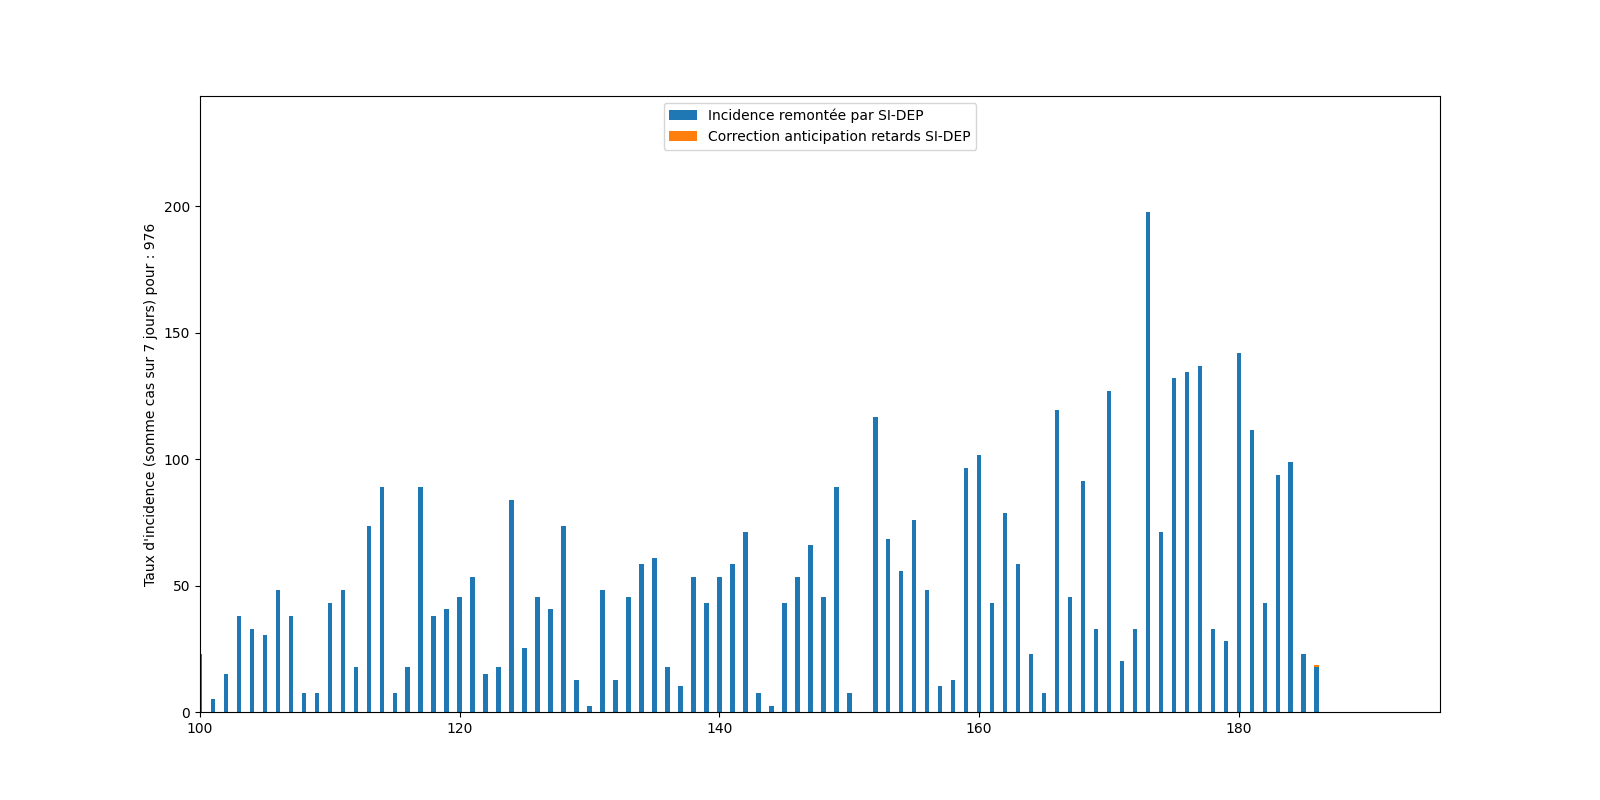 Incidence remontée par SI-DEP
Correction anticipation retards SI-DEP
Taux d'incidence (somme cas sur 7 jours) pour : 976
200
150
100
50
0
100 120 140 160 180